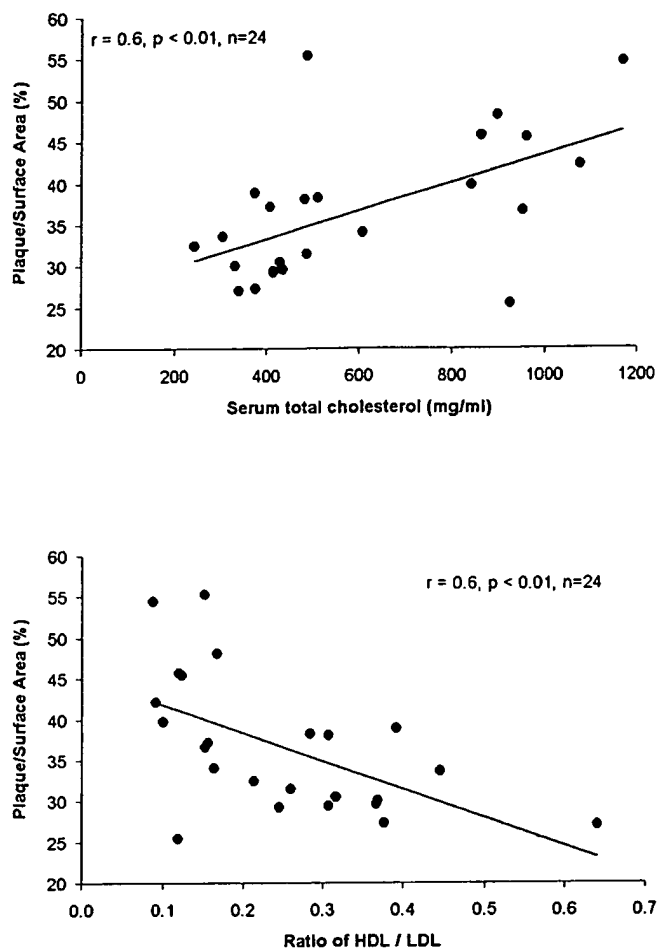 60
r = 0.6, p < 0.01, n=24
55
50
45
40
35
30
25
20
Plaque/Surface Area (%)
0 200 400 600 800 1000 1200
Serum total cholesterol (mg/ml)
60
r = 0.6, p < 0.01, n=24
55
50
45
40
35
30
25
20
Plaque/Surface Area (%)
0.0 0.1 0.2 0.3 0.4 0.5 0.6 0.7
Ratio of HDL / LDL